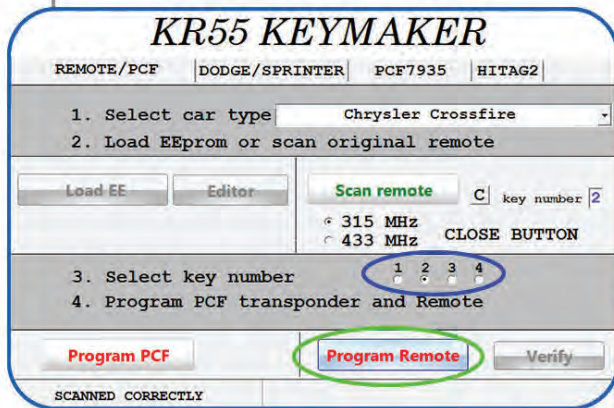 KR55 KEYMAKER
REMOTE/PCF DODGE/SPRINTER PCF7935 HITAG2
1. Select car type Chrysler Crossfire
2. Load EEprom or scan original remote
Load EE Editor Scan remote C key number 2
315 MHz
433 MHz CLOSE BUTTON
1 2 3 4
3. Select key number
4. Program PCF transponder and Remote
Program PCF Program Remote Verify
SCANNED CORRECTLY